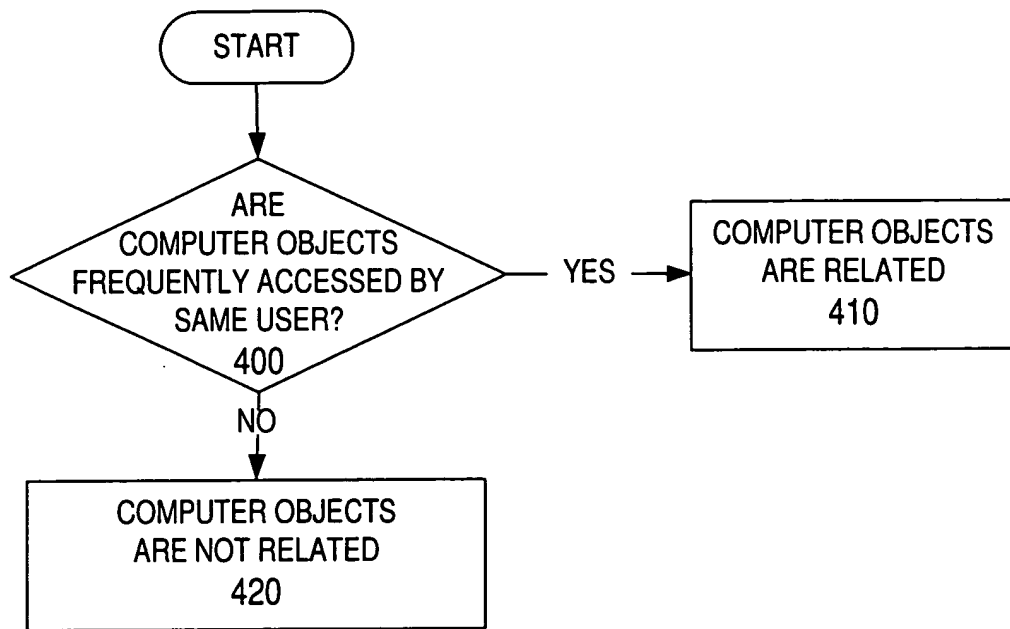 START
ARE
COMPUTER OBJECTS
FREQUENTLY ACCESSED BY
SAME USER?
400
YES
COMPUTER OBJECTS
ARE RELATED
410
NO
COMPUTER OBJECTS
ARE NOT RELATED
420